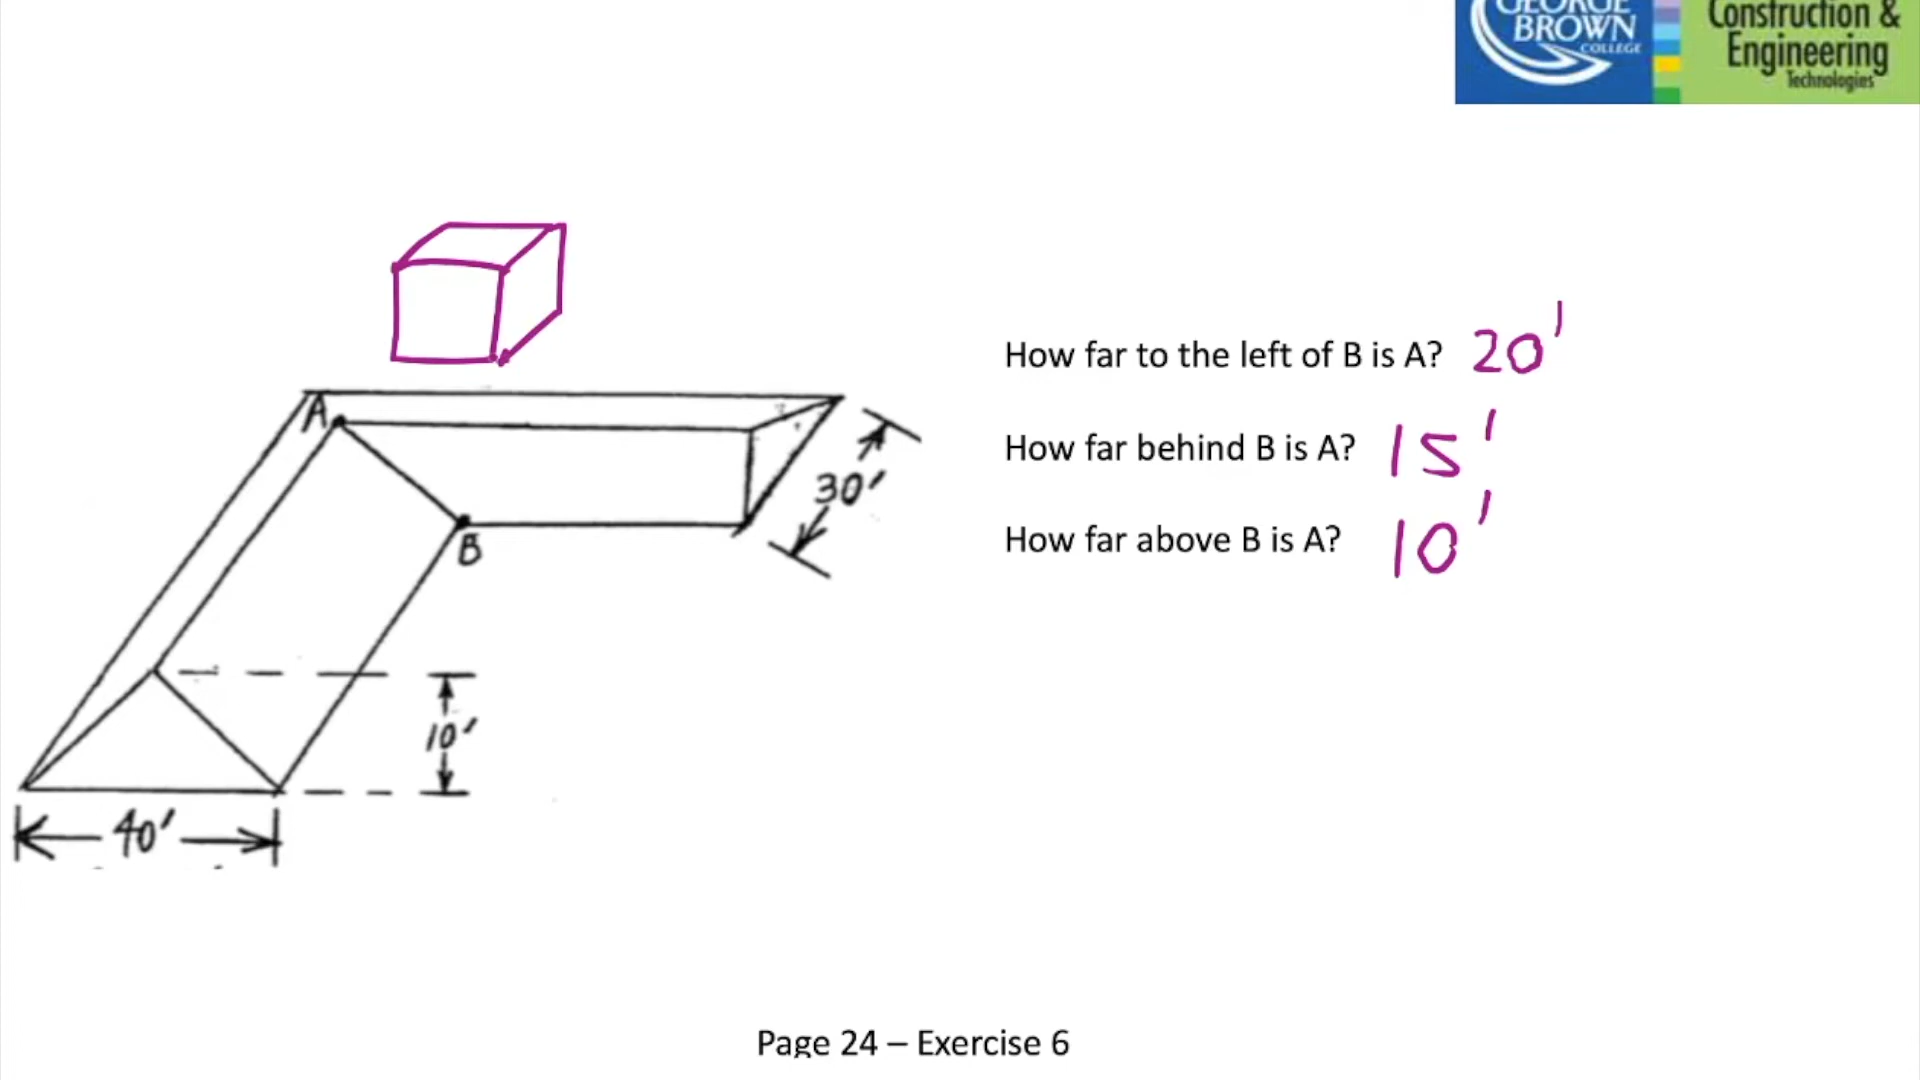 GEORGE
BROWN
COLLEGE
Construction &
Engineering
Technologies
How far to the left of B is A? 20'
A
How far behind B is A? 15'
30'
How far above B is A? 10'
B
10'
40'
Page 24 – Exercise 6